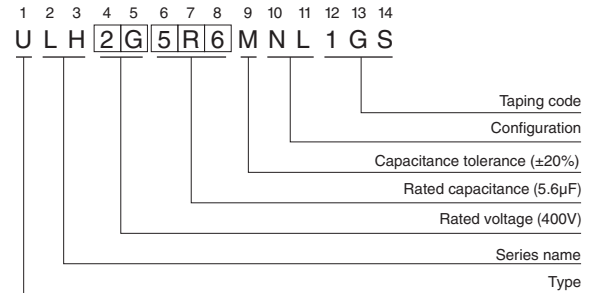 1 2 3 4 5 6 7 8 9 10 11 12 13 14
U L H 2 G 5 R 6 M N L 1 G S
Taping code
Configuration
Capacitance tolerance (±20%)
Rated capacitance (5.6µF)
Rated voltage (400V)
Series name
Type